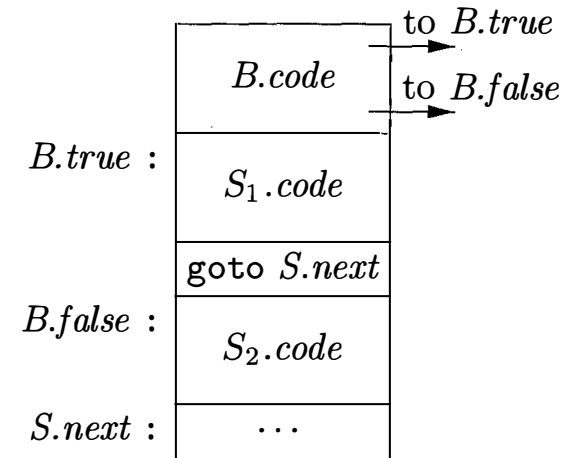 to B.true
B.code
to B.false
B.true :
S₁.code
goto S.next
B.false :
S₂.code
S.next :
...